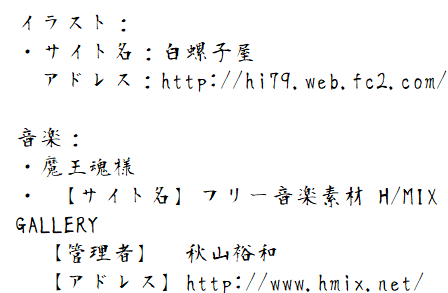 イラスト：
・サイト名：白螺子屋
アドレス：http://hi79.web.fc2.com/
音楽：
・魔王魂様
・ 【サイト名】 フリー音楽素材 H/MIX
GALLERY
【管理者】 秋山裕和
【アドレス】 http://www.hmix.net/